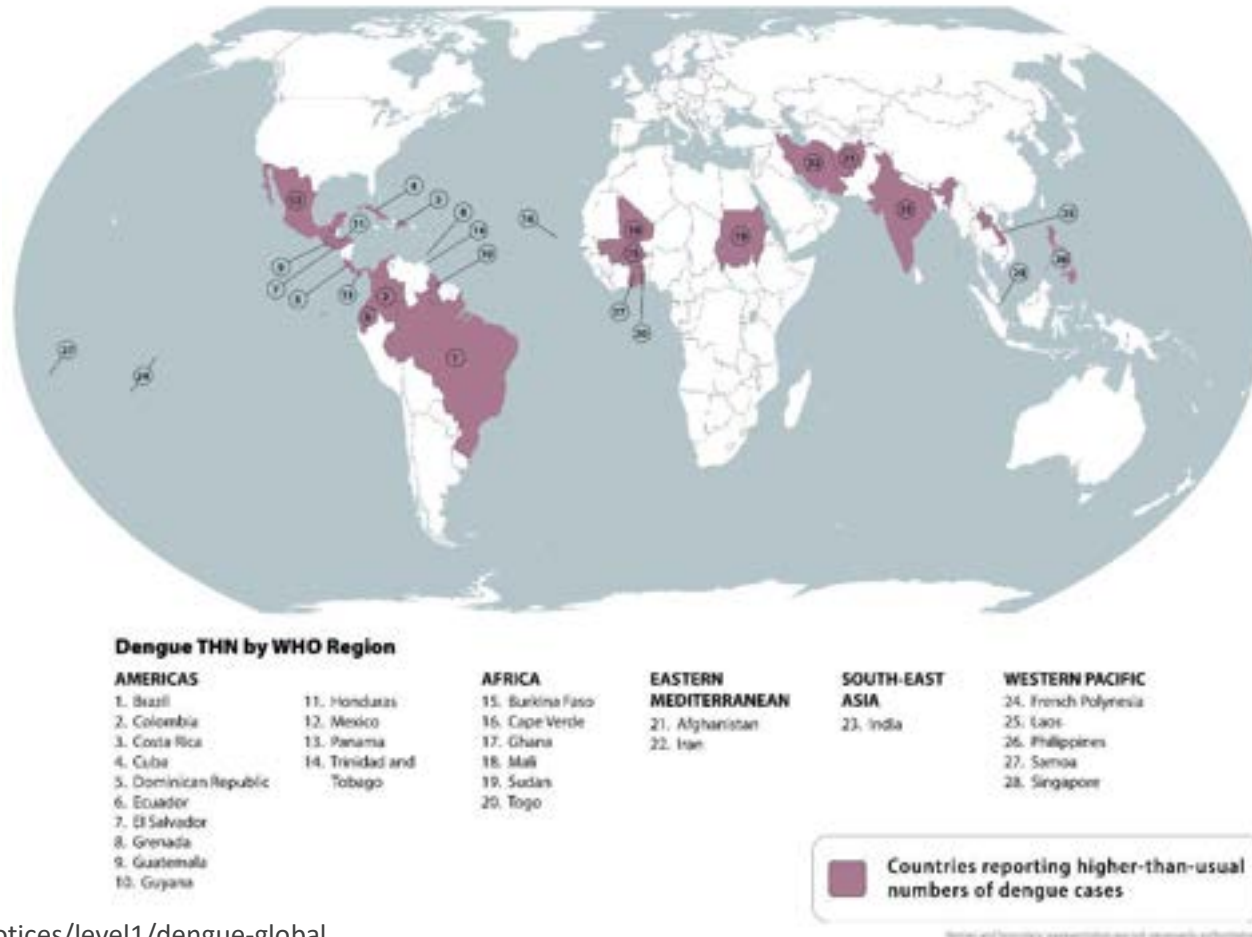 Dengue THN by WHO Region
AMERICAS
1. Brazil
2. Colombia
3. Costa Rica
4. Cuba
5. Dominican Republic
6. Ecuador
7. El Salvador
8. Grenada
9. Guatemala
10. Guyana
11. Honduras
12. Mexico
13. Panama
14. Trinidad and
Tobago
AFRICA
15. Burkina Faso
16. Cape Verde
17. Ghana
18. Mali
19. Sudan
20. Togo
EASTERN
MEDITERRANEAN
21. Afghanistan
22. Iran
SOUTH-EAST
ASIA
23. India
WESTERN PACIFIC
24. French Polynesia
25. Laos
26. Philippines
27. Samoa
28. Singapore
Countries reporting higher-than-usual
numbers of dengue cases
otices/level1/dengue-global